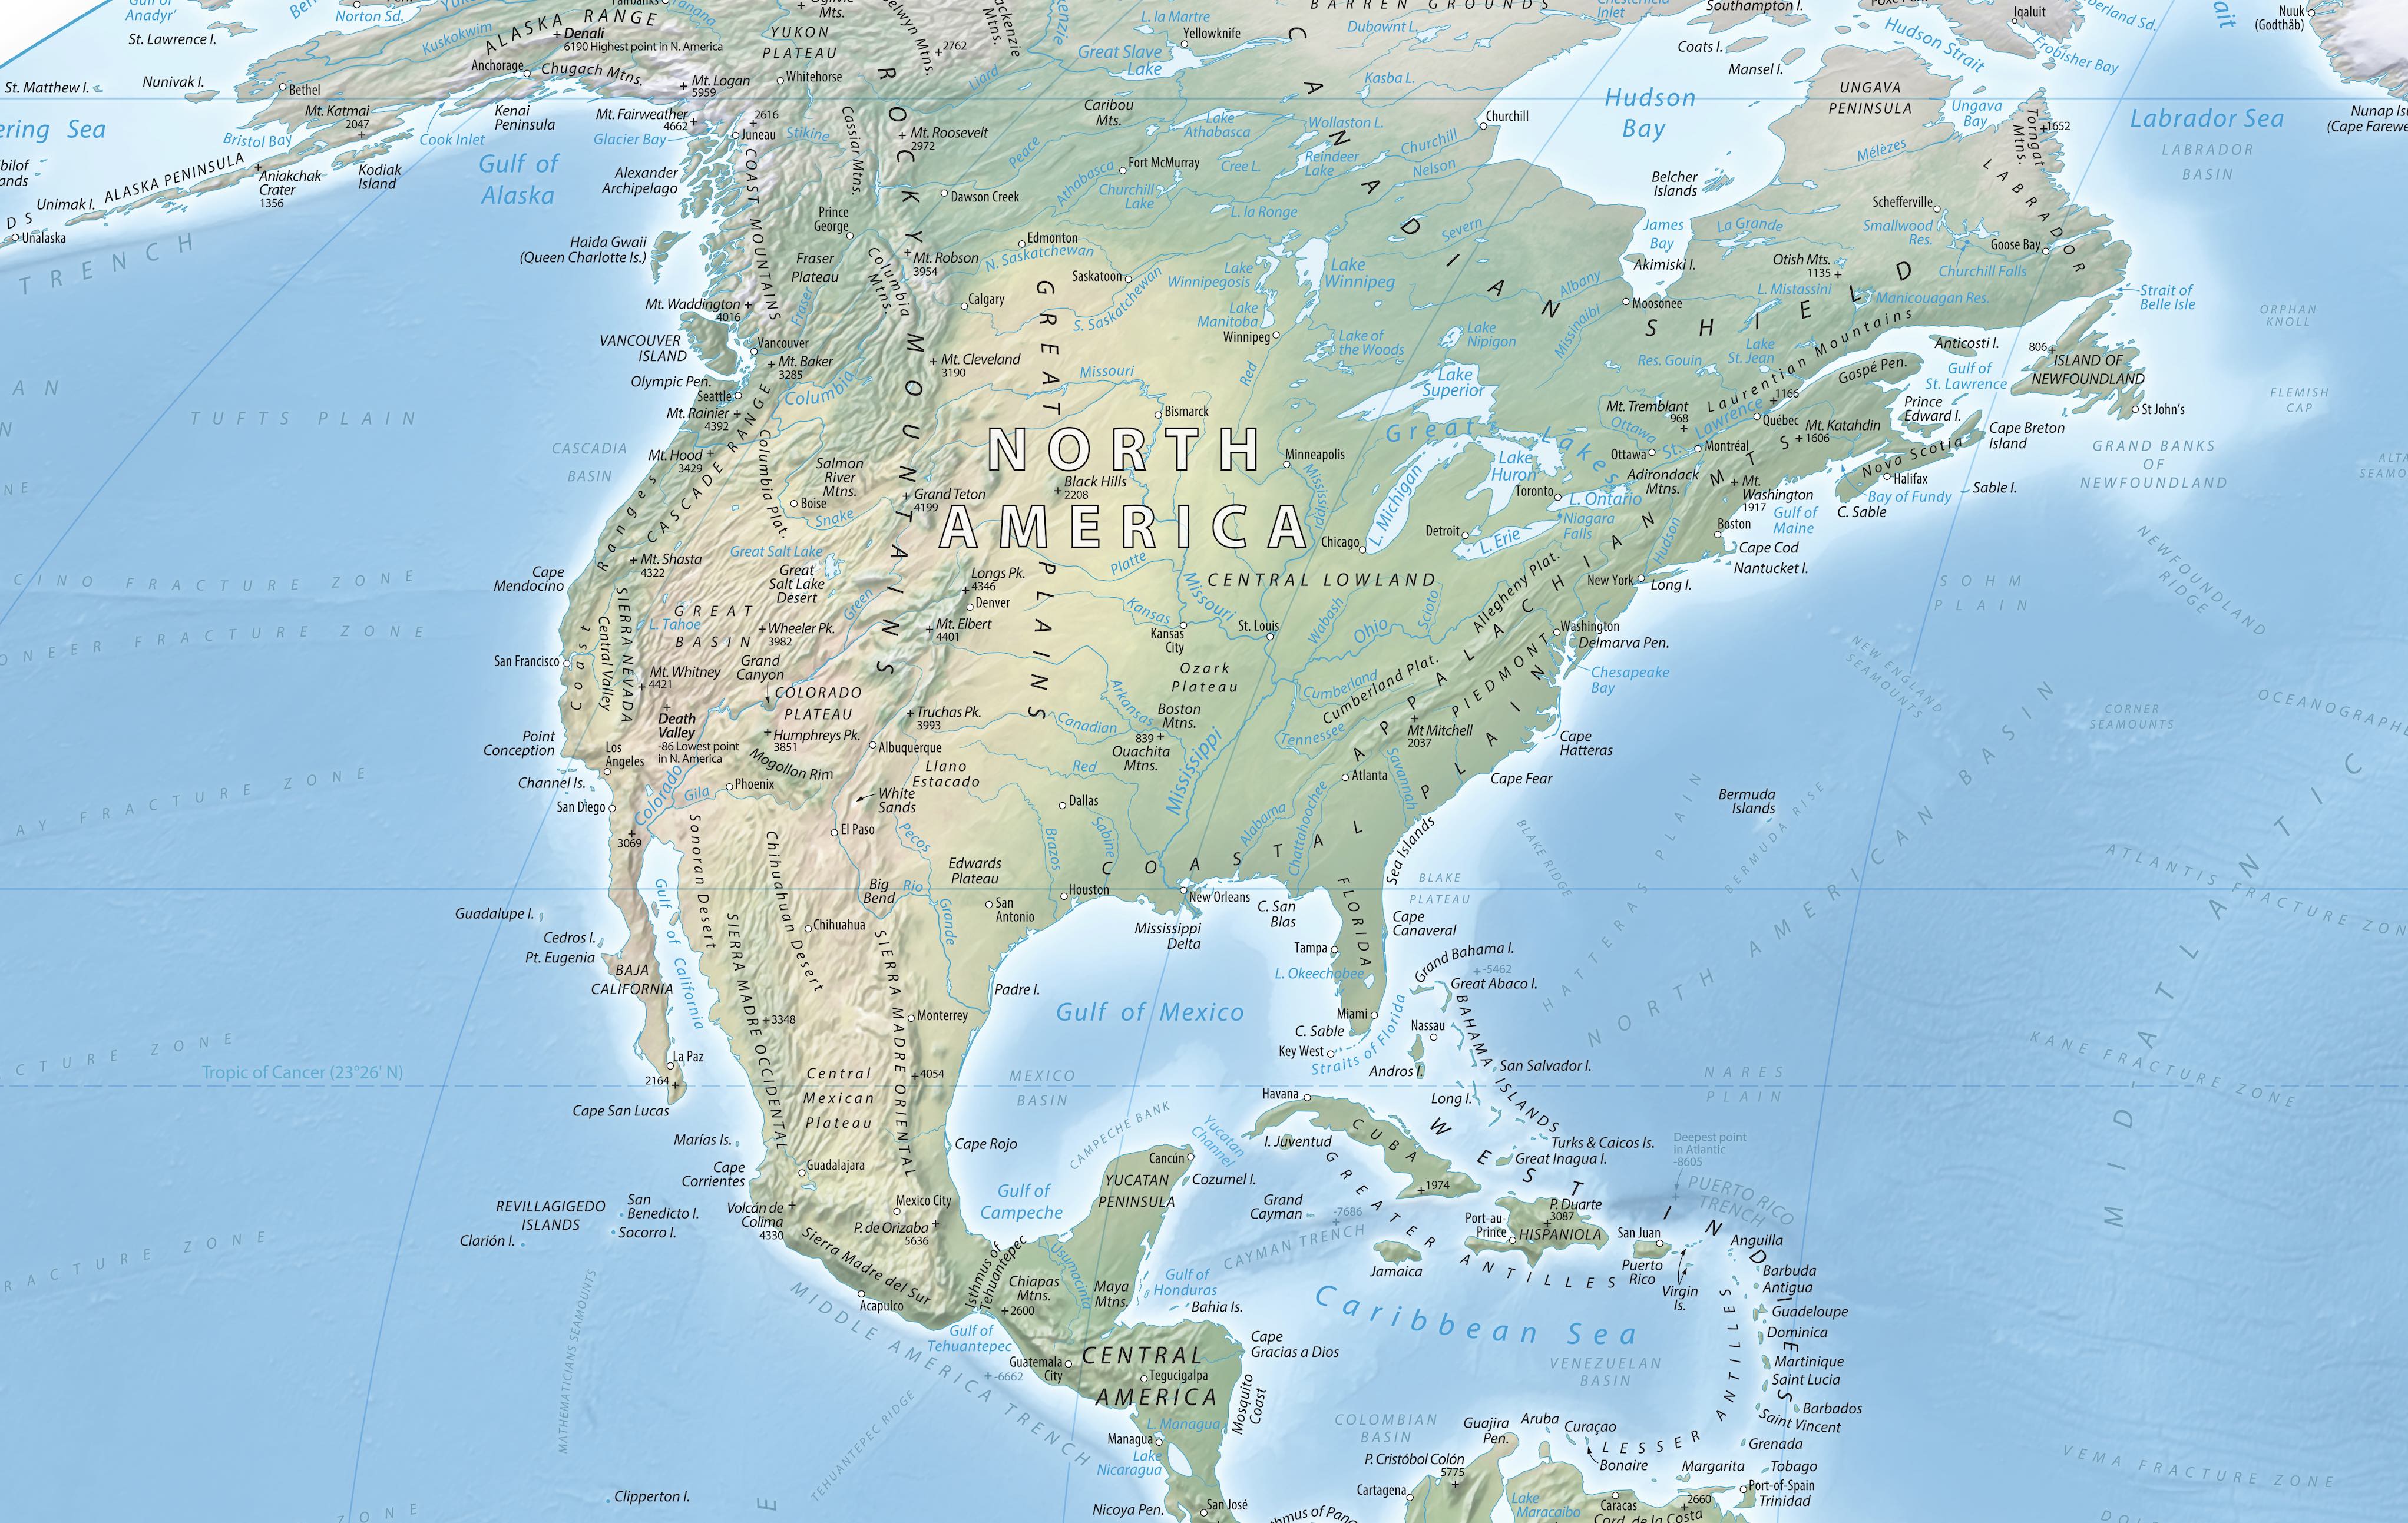 Gulf of
Anadyr'
St. Lawrence I.
Norton Sd.
Kuskokwim
ALASKA RANGE
Denali
6190 Highest point in N. America
Tanana
Mts.
YUKON
PLATEAU
2762
Mackenzie
Mtns.
Liard
L. la Martre
Yellowknife
Great Slave
Lake
BARREN GROUNDS
Dubawnt L.
Kasba L.
Chesterfield
Inlet
Southampton I.
Coats I.
Mansel I.
Iqaluit
Hudson Strait
Frobisher Bay
Nuuk
(Godthåb)
St. Matthew I.
Nunivak I.
Bethel
Anchorage
Chugach Mtns.
Mt. Logan
5959
Whitehorse
Mt. Katmai
2047
Kenai
Peninsula
Mt. Fairweather
4662
2616
Juneau
Stikine
Cassiar Mtns.
Mt. Roosevelt
2972
Caribou
Mts.
Lake
Athabasca
Wollaston L.
Churchill
Churchill
Nelson
Hudson
Bay
UNGAVA
PENINSULA
Ungava
Bay
Torngat
Mtns.
1652
Labrador Sea
LABRADOR
BASIN
Bristol Bay
Cook Inlet
Glacier Bay
Gulf of
Alaska
ALASKA PENINSULA
Aniakchak
Crater
1356
Kodiak
Island
Unimak I.
Unalaska
TRENCH
Alexander
Archipelago
COAST MOUNTAINS
Peace
Fort McMurray
Athabasca
Churchill
Lake
Cree L.
Reindeer
Lake
L. la Ronge
Dawson Creek
Prince
George
Belcher
Islands
Mélèzes
LABRADOR
Schefferville
Smallwood
Res.
Goose Bay
Churchill Falls
La Grande
James
Bay
Akimiski I.
Severn
Otish Mts.
1135
L. Mistassini
Manicouagan Res.
Strait of
Belle Isle
Haida Gwaii
(Queen Charlotte Is.)
Fraser
Plateau
Fraser
Columbia
Mtns.
Mt. Robson
3954
Edmonton
N. Saskatchewan
Saskatoon
S. Saskatchewan
Calgary
Lake
Winnipegosis
Lake
Winnipeg
Lake
Manitoba
Winnipeg
CANADIAN SHIELD
Albany
Moosonee
Missinaibi
Mt. Waddington
4016
VANCOUVER
ISLAND
Vancouver
Mt. Baker
3285
Mt. Cleveland
3190
Lake of
the Woods
Lake
Nipigon
Res. Gouin
Lake
St. Jean
Laurentian Mountains
Gaspé Pen.
Anticosti I.
Gulf of
St. Lawrence
806
ISLAND OF
NEWFOUNDLAND
ORPHAN
KNOLL
FLEMISH
CAP
St John's
TUFTS PLAIN
CASCADIA
BASIN
Olympic Pen.
Seattle
Mt. Rainier
4392
Columbia
CASCADE RANGE
Columbia Plat.
ROCKY MOUNTAINS
GREAT PLAINS
Missouri
Red
Bismarck
Lake
Superior
Great Lakes
Mt. Tremblant
968
1166
Québec
St. Lawrence
Ottawa
Ottawa
Montréal
Mt. Katahdin
1606
Prince
Edward I.
Cape Breton
Island
Nova Scotia
Halifax
Sable I.
C. Sable
Bay of Fundy
GRAND BANKS
OF
NEWFOUNDLAND
Mt. Hood
3429
Salmon
River
Mtns.
Boise
Snake
Grand Teton
4199
Black Hills
2208
NORTH
AMERICA
Minneapolis
Mississippi
L. Michigan
Lake
Huron
Toronto
L. Ontario
Niagara
Falls
L. Erie
Detroit
Chicago
Adirondack
Mtns.
Mt.
Washington
1917
Gulf of
Maine
Boston
Cape Cod
Nantucket I.
Hudson
New York
Long I.
Coast Ranges
Mt. Shasta
4322
Cape
Mendocino
Great Salt Lake
Great
Salt Lake
Desert
GREAT
BASIN
L. Tahoe
Wheeler Pk.
3982
Green
Longs Pk.
4346
Denver
Mt. Elbert
4401
Platte
Missouri
Kansas
Kansas
City
St. Louis
CENTRAL LOWLAND
Wabash
Ohio
Scioto
Allegheny Plat.
APPALACHIAN MTS
Washington
Delmarva Pen.
Chesapeake
Bay
SOHM
PLAIN
NEWFOUNDLAND
RIDGE
NEW ENGLAND
SEAMOUNTS
CORNER
SEAMOUNTS
PIONEER FRACTURE ZONE
San Francisco
Central Valley
SIERRA NEVADA
Mt. Whitney
4421
Grand
Canyon
COLORADO
PLATEAU
Death
Valley
-86 Lowest point
in N. America
Humphreys Pk.
3851
Mogollon Rim
Truchas Pk.
3993
Albuquerque
Llano
Estacado
Arkansas
Canadian
Red
Ozark
Plateau
Boston
Mtns.
839
Ouachita
Mtns.
Cumberland
Cumberland Plat.
Tennessee
Mt Mitchell
2037
PIEDMONT
Cape
Hatteras
Cape Fear
Point
Conception
Los
Angeles
Channel Is.
San Diego
Colorado
Gila
Phoenix
White
Sands
El Paso
Pecos
Dallas
Brazos
Sabine
Mississippi
Alabama
Chattahoochee
Atlanta
Savannah
Sea Islands
COASTAL PLAIN
Bermuda
Islands
BERMUDA RISE
BLAKE RIDGE
HATTERAS PLAIN
NORTH AMERICAN BASIN
ATLANTIS FRACTURE ZONE
3069
Sonoran Desert
Chihuahuan Desert
Gulf of California
Edwards
Plateau
Big
Bend
Rio Grande
San
Antonio
Houston
New Orleans
Mississippi
Delta
C. San
Blas
FLORIDA
BLAKE
PLATEAU
Cape
Canaveral
Tampa
L. Okeechobee
Grand Bahama I.
-5462
Great Abaco I.
Guadalupe I.
Cedros I.
Pt. Eugenia
BAJA
CALIFORNIA
Chihuahua
SIERRA MADRE OCCIDENTAL
SIERRA MADRE ORIENTAL
Padre I.
3348
Monterrey
Gulf of Mexico
MEXICO
BASIN
Miami
C. Sable
Key West
Straits of Florida
Nassau
Andros I.
BAHAMA ISLANDS
San Salvador I.
Long I.
NARES
PLAIN
KANE FRACTURE ZONE
MID-ATLANTIC
Tropic of Cancer (23°26' N)
La Paz
2164
Cape San Lucas
Central
Mexican
Plateau
4054
Marías Is.
Cape
Corrientes
Guadalajara
Cape Rojo
CAMPECHE BANK
Yucatan
Channel
Havana
I. Juventud
CUBA
1974
Turks & Caicos Is.
Great Inagua I.
WEST INDIES
Deepest point
in Atlantic
-8605
PUERTO RICO
TRENCH
REVILLAGIGEDO
ISLANDS
San
Benedicto I.
Socorro I.
Clarión I.
Volcán de
Colima
4330
Mexico City
P. de Orizaba
5636
Gulf of
Campeche
Cancún
YUCATAN
PENINSULA
Cozumel I.
Grand
Cayman
-7686
CAYMAN TRENCH
GREATER ANTILLES
Jamaica
Port-au-
Prince
P. Duarte
3087
HISPANIOLA
San Juan
Puerto
Rico
Virgin
Is.
Anguilla
Barbuda
Antigua
Guadeloupe
Dominica
Martinique
Saint Lucia
Barbados
Saint Vincent
Grenada
Sierra Madre del Sur
Acapulco
Isthmus of
Tehuantepec
Chiapas
Mtns.
2600
Usumacinta
Maya
Mtns.
Gulf of
Honduras
Bahia Is.
Gulf of
Tehuantepec
MIDDLE AMERICA TRENCH
-6662
Guatemala
City
CENTRAL
AMERICA
Tegucigalpa
Cape
Gracias a Dios
Mosquito
Coast
Caribbean Sea
VENEZUELAN
BASIN
COLOMBIAN
BASIN
LESSER ANTILLES
MATHEMATICIANS SEAMOUNTS
TEHUANTEPEC RIDGE
Clipperton I.
L. Managua
Managua
Lake
Nicaragua
Nicoya Pen.
San José
Guajira
Pen.
Aruba
Curaçao
Bonaire
Margarita
Tobago
Port-of-Spain
Trinidad
P. Cristóbol Colón
5775
Cartagena
Lake
Maracaibo
Caracas
2660
Cord. de la Costa
VEMA FRACTURE ZONE